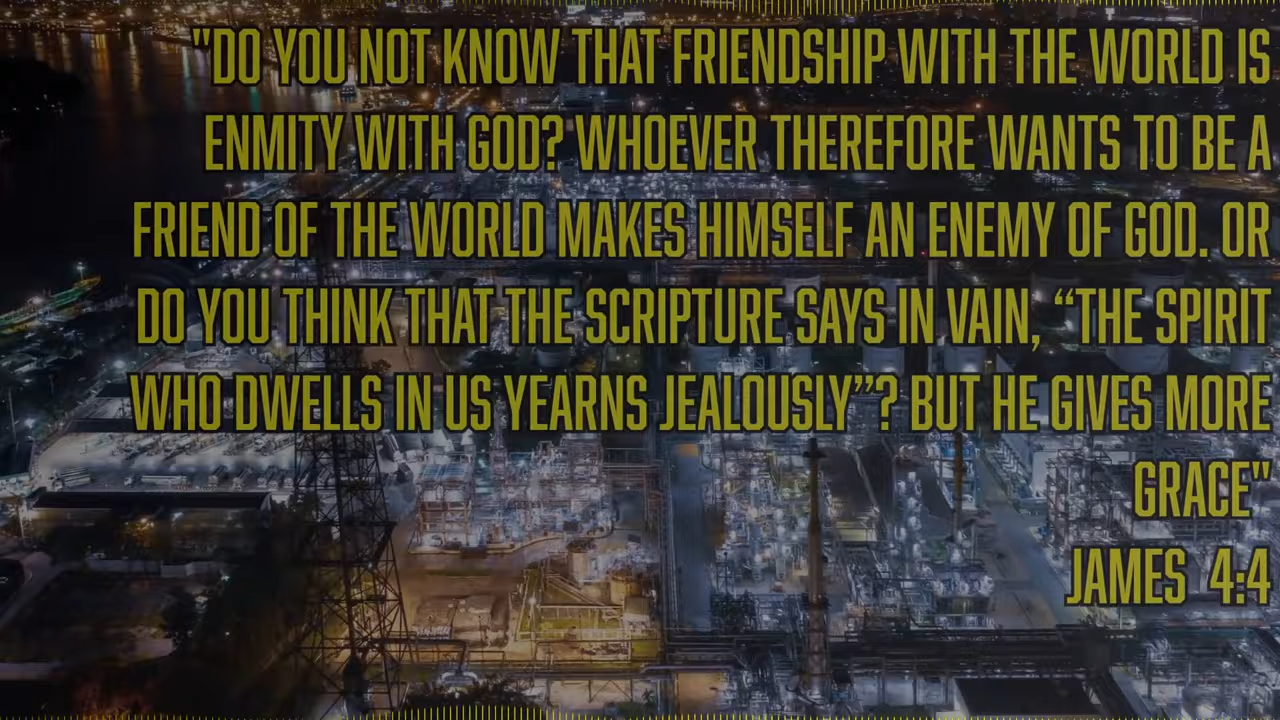 "DO YOU NOT KNOW THAT FRIENDSHIP WITH THE WORLD IS
ENMITY WITH GOD? WHOEVER THEREFORE WANTS TO BE A
FRIEND OF THE WORLD MAKES HIMSELF AN ENEMY OF GOD. OR
DO YOU THINK THAT THE SCRIPTURE SAYS IN VAIN, “THE SPIRIT
WHO DWELLS IN US YEARNS JEALOUSLY”? BUT HE GIVES MORE
GRACE"
JAMES 4:4